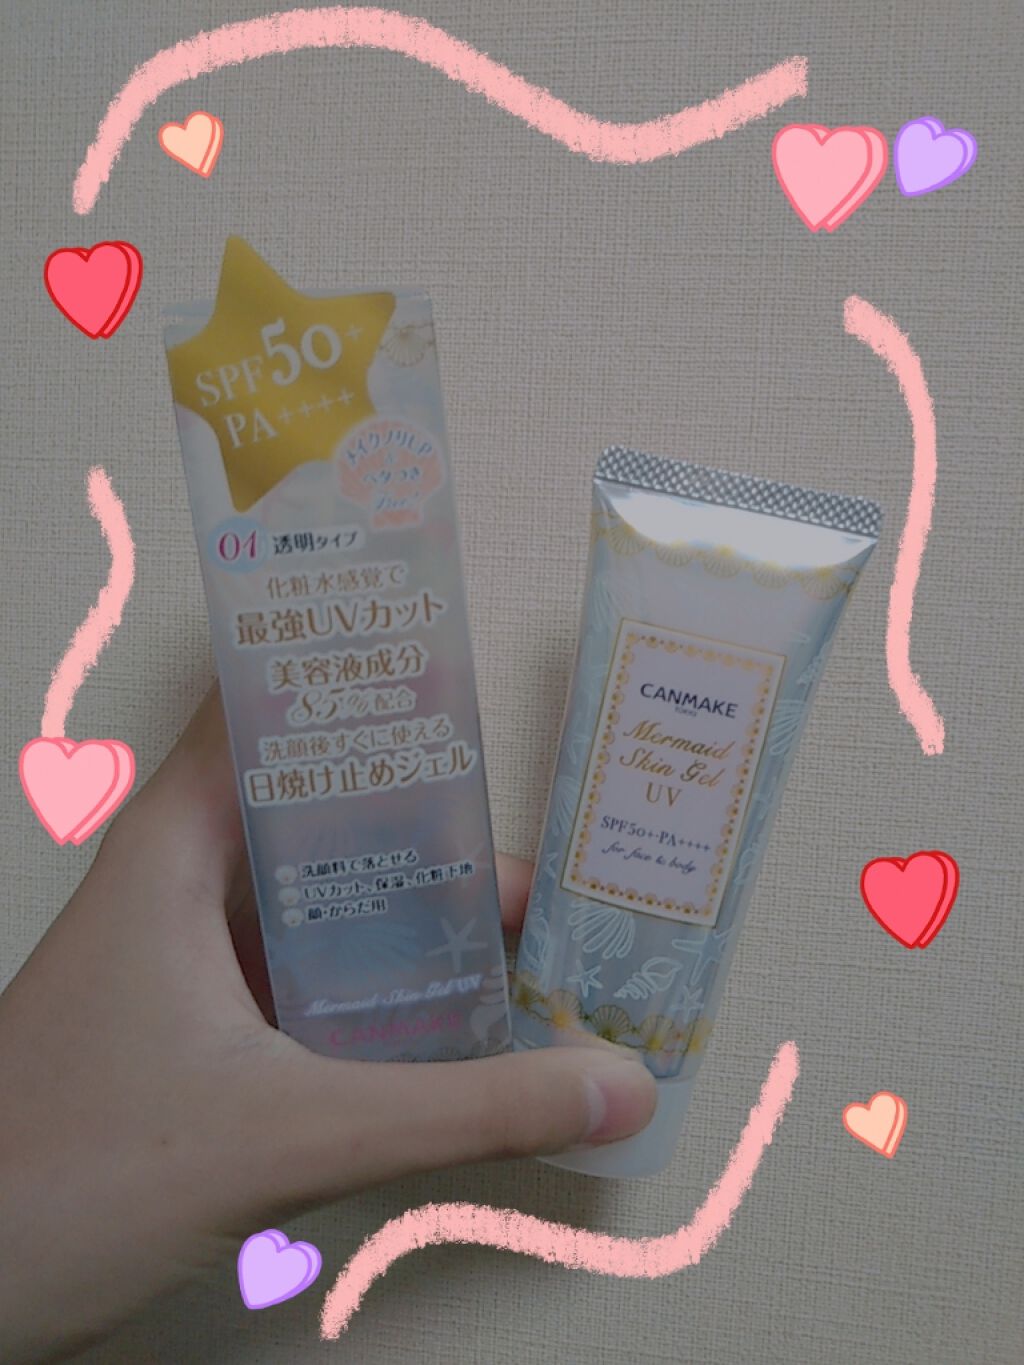 SPF50+
PA++++
メイクノリUP
&
ベタつき
Free!
01 透明タイプ
化粧水感覚で
最強UVカット
美容液成分
85%配合
洗顔後すぐに使える
日焼け止めジェル
洗顔料で落とせる
UVカット、保湿、化粧下地
顔・からだ用
Mermaid Skin Gel UV
CANMAKE
CANMAKE
TOKYO
Mermaid
Skin Gel
UV
SPF50+・PA++++
for face & body